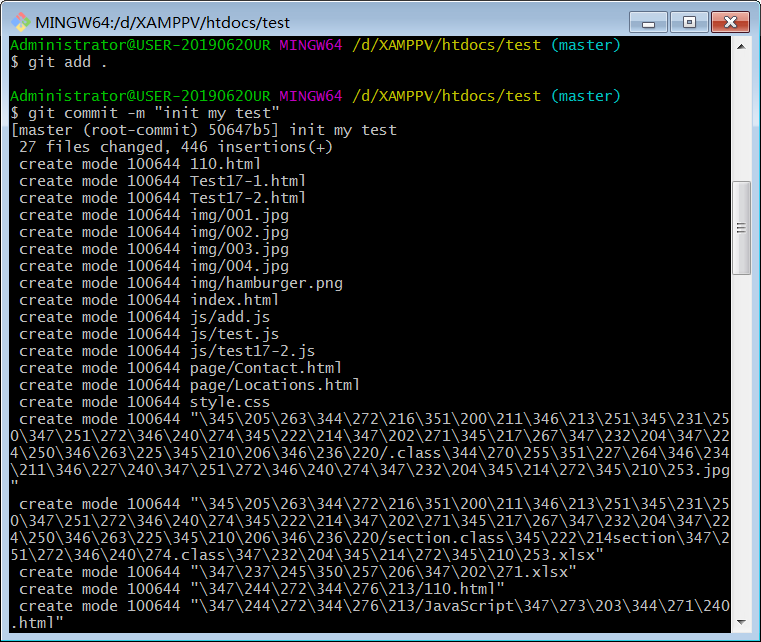 MINGW64:/d/XAMPPV/htdocs/test
Administrator@USER-20190620UR MINGW64 /d/XAMPPV/htdocs/test (master)
$ git add .
Administrator@USER-20190620UR MINGW64 /d/XAMPPV/htdocs/test (master)
$ git commit -m "init my test"
[master (root-commit) 50647b5] init my test
 27 files changed, 446 insertions(+)
 create mode 100644 110.html
 create mode 100644 Test17-1.html
 create mode 100644 Test17-2.html
 create mode 100644 img/001.jpg
 create mode 100644 img/002.jpg
 create mode 100644 img/003.jpg
 create mode 100644 img/004.jpg
 create mode 100644 img/hamburger.png
 create mode 100644 index.html
 create mode 100644 js/add.js
 create mode 100644 js/test.js
 create mode 100644 js/test17-2.js
 create mode 100644 page/Contact.html
 create mode 100644 page/Locations.html
 create mode 100644 style.css
 create mode 100644 "\345\205\263\344\272\216\351\200\211\346\213\251\345\231\25
0\347\251\272\346\240\274\345\222\214\347\202\271\345\217\267\347\232\204\347\22
4\250\346\263\225\345\210\206\346\236\220/.class\344\270\255\351\227\264\346\234
\211\346\227\240\347\251\272\346\240\274\347\232\204\345\214\272\345\210\253.jpg
"
 create mode 100644 "\345\205\263\344\272\216\351\200\211\346\213\251\345\231\25
0\347\251\272\346\240\274\345\222\214\347\202\271\345\217\267\347\232\204\347\22
4\250\346\263\225\345\210\206\346\236\220/section.class\345\222\214section\347\2
51\272\346\240\274.class\347\232\204\345\214\272\345\210\253.xlsx"
 create mode 100644 "\347\237\245\350\257\206\347\202\271.xlsx"
 create mode 100644 "\347\244\272\344\276\213/110.html"
 create mode 100644 "\347\244\272\344\276\213/JavaScript\347\273\203\344\271\240
.html"